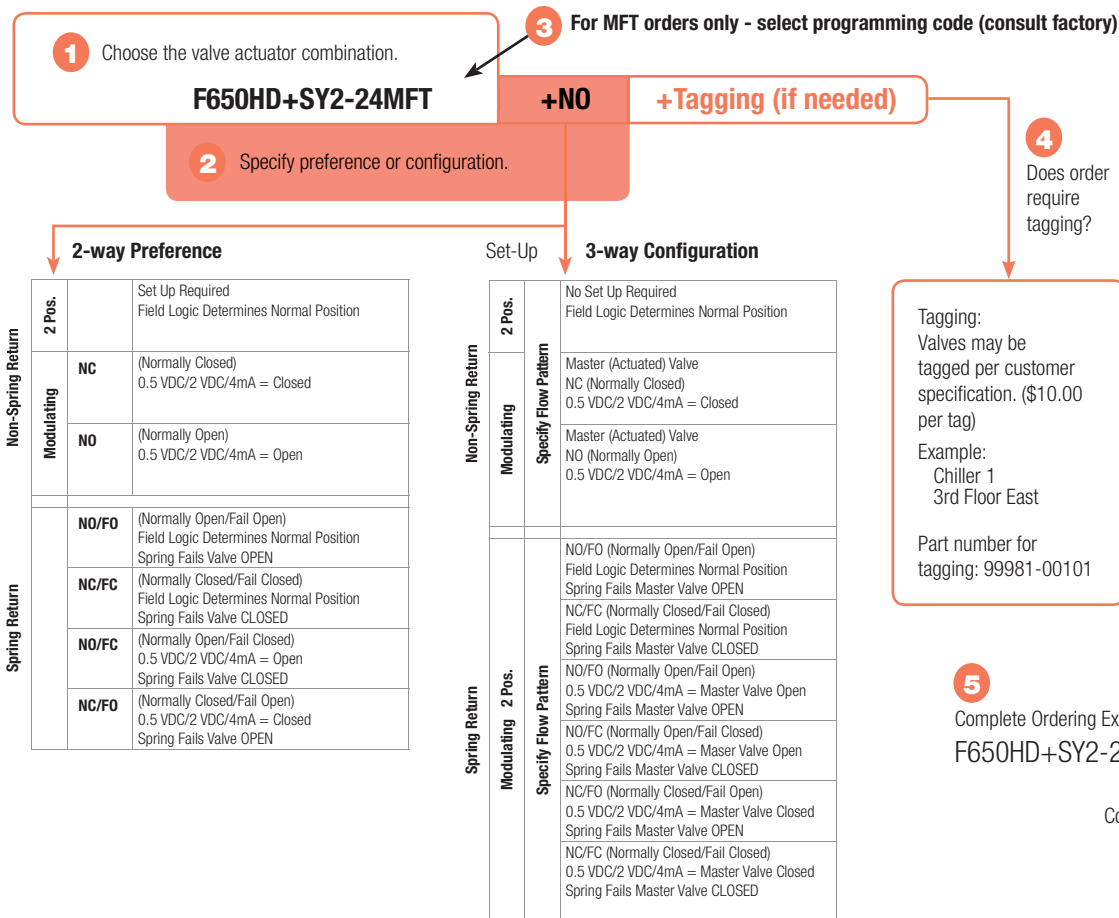 3
For MFT orders only - select programming code (consult factory)
1
Choose the valve actuator combination.
F650HD+SY2-24MFT
+NO
+Tagging (if needed)
2
Specify preference or configuration.
4
Does order
require
tagging?
2-way Preference
Non-Spring Return
2 Pos.
Set Up Required
Field Logic Determines Normal Position
Modulating
NC
(Normally Closed)
0.5 VDC/2 VDC/4mA = Closed
NO
(Normally Open)
0.5 VDC/2 VDC/4mA = Open
Spring Return
NO/FO
(Normally Open/Fail Open)
Field Logic Determines Normal Position
Spring Fails Valve OPEN
NC/FC
(Normally Closed/Fail Closed)
Field Logic Determines Normal Position
Spring Fails Valve CLOSED
NO/FC
(Normally Open/Fail Closed)
0.5 VDC/2 VDC/4mA = Open
Spring Fails Valve CLOSED
NC/FO
(Normally Closed/Fail Open)
0.5 VDC/2 VDC/4mA = Closed
Spring Fails Valve OPEN
Set-Up
3-way Configuration
Non-Spring Return
2 Pos.
Modulating
Specify Flow Pattern
No Set Up Required
Field Logic Determines Normal Position
Master (Actuated) Valve
NC (Normally Closed)
0.5 VDC/2 VDC/4mA = Closed
Master (Actuated) Valve
NO (Normally Open)
0.5 VDC/2 VDC/4mA = Open
Spring Return
Modulating 2 Pos.
Specify Flow Pattern
NO/FO (Normally Open/Fail Open)
Field Logic Determines Normal Position
Spring Fails Master Valve OPEN
NC/FC (Normally Closed/Fail Closed)
Field Logic Determines Normal Position
Spring Fails Master Valve CLOSED
NO/FO (Normally Open/Fail Open)
0.5 VDC/2 VDC/4mA = Master Valve Open
Spring Fails Master Valve OPEN
NO/FC (Normally Open/Fail Closed)
0.5 VDC/2 VDC/4mA = Maser Valve Open
Spring Fails Master Valve CLOSED
NC/FO (Normally Closed/Fail Open)
0.5 VDC/2 VDC/4mA = Master Valve Closed
Spring Fails Master Valve OPEN
NC/FC (Normally Closed/Fail Closed)
0.5 VDC/2 VDC/4mA = Master Valve Closed
Spring Fails Master Valve CLOSED
Tagging:
Valves may be
tagged per customer
specification. ($10.00
per tag)
Example:
Chiller 1
3rd Floor East
Part number for
tagging: 99981-00101
5
Complete Ordering Ex
F650HD+SY2-2
Co